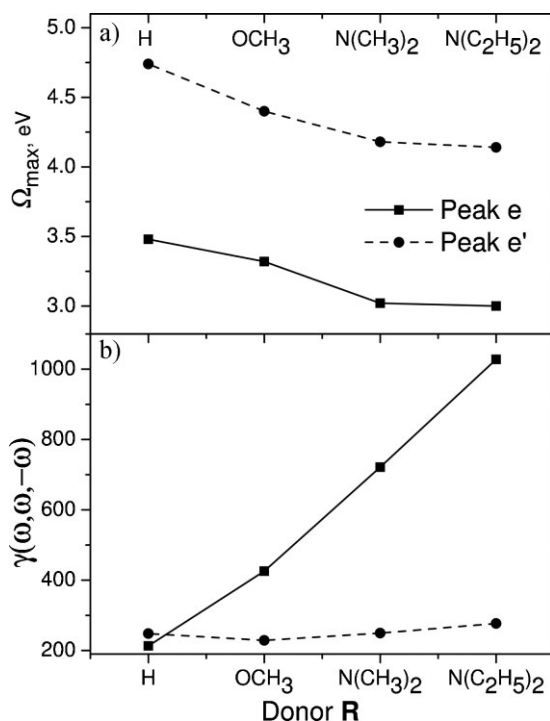 a)
H OCH3 N(CH3)2 N(C2H5)2
5.0
4.5
4.0
3.5
3.0
Ωmax, eV
Peak e
Peak e'
b)
1000
800
600
400
200
γ(ω,ω,−ω)
H OCH3 N(CH3)2 N(C2H5)2
Donor R